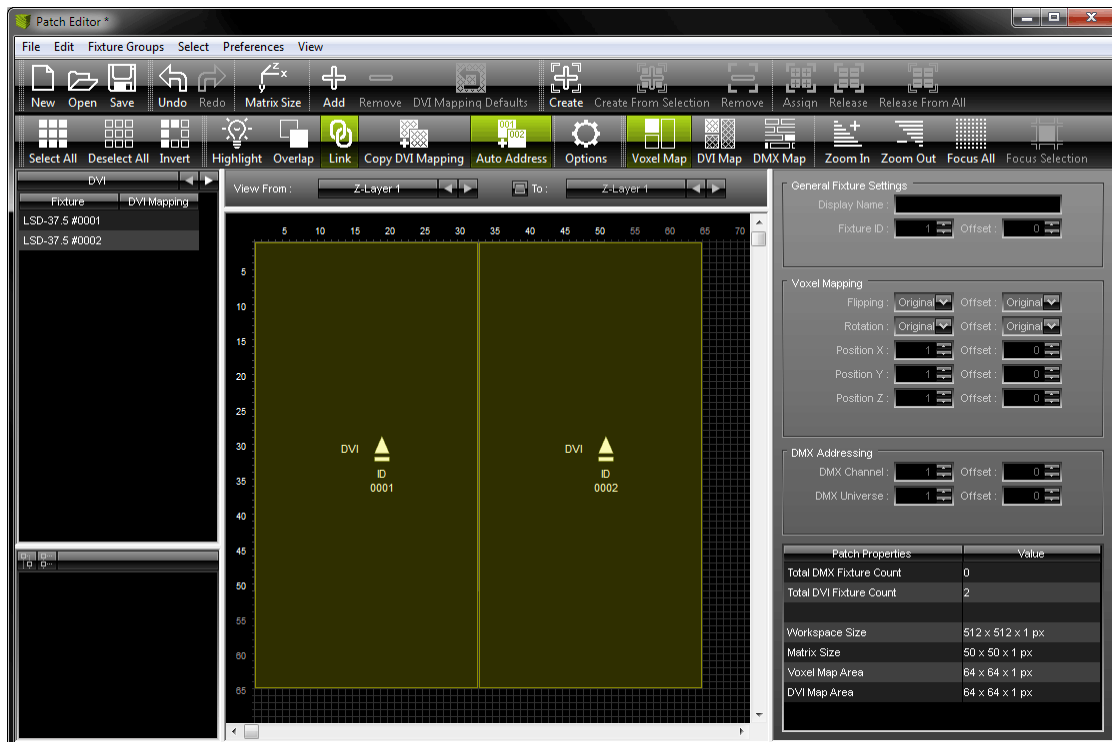 Patch Editor *
File Edit Fixture Groups Select Preferences View
New Open Save Undo Redo Matrix Size Add Remove DVI Mapping Defaults Create Create From Selection Remove Assign Release Release From All
Z x
001 002
Select All Deselect All Invert Highlight Overlap Link Copy DVI Mapping Auto Address Options Voxel Map DVI Map DMX Map Zoom In Zoom Out Focus All Focus Selection
DVI
Fixture DVI Mapping
LSD-37.5 #0001
LSD-37.5 #0002
View From : Z-Layer 1 To : Z-Layer 1
5 10 15 20 25 30 35 40 45 50 55 60 65 70
5
10
15
20
25
30
35
40
45
50
55
60
65
DVI
ID
0001
DVI
ID
0002
General Fixture Settings
Display Name :
Fixture ID : 1 Offset : 0
Voxel Mapping
Flipping : Original Offset : Original
Rotation : Original Offset : Original
Position X : 1 Offset : 0
Position Y : 1 Offset : 0
Position Z : 1 Offset : 0
DMX Addressing
DMX Channel : 1 Offset : 0
DMX Universe : 1 Offset : 0
Patch Properties Value
Total DMX Fixture Count 0
Total DVI Fixture Count 2
Workspace Size 512 x 512 x 1 px
Matrix Size 50 x 50 x 1 px
Voxel Map Area 64 x 64 x 1 px
DVI Map Area 64 x 64 x 1 px